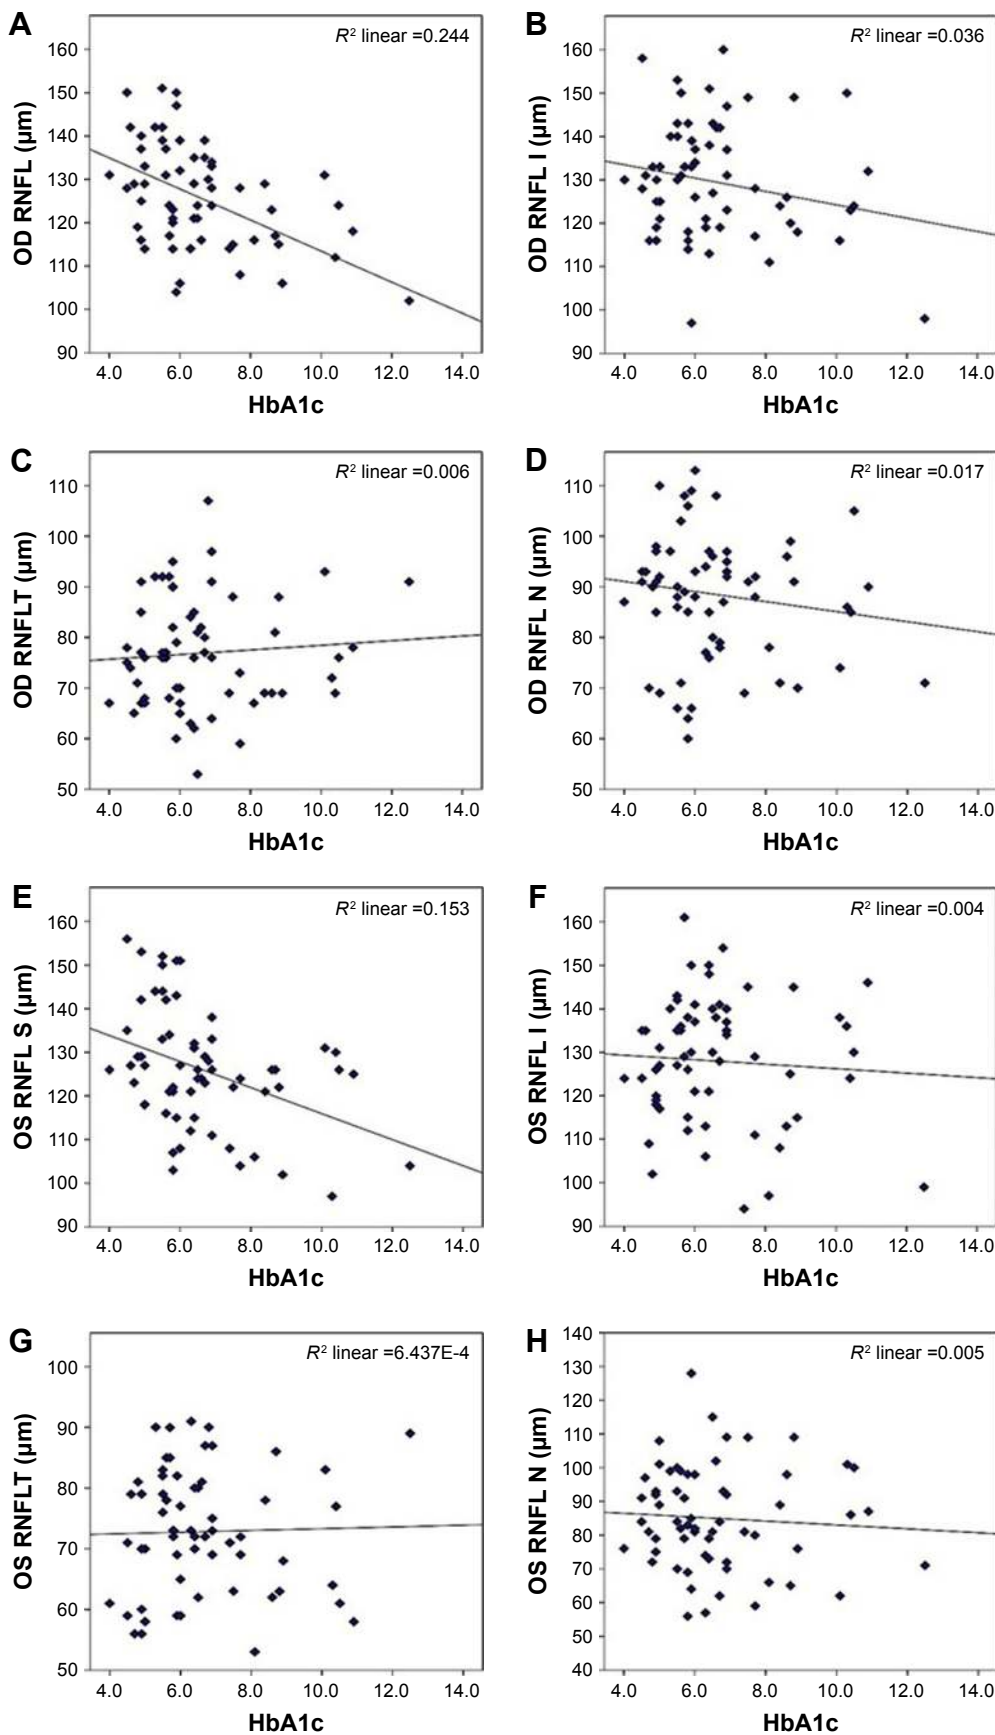 A
R² linear =0.244
OD RNFL (µm)
160
150
140
130
120
110
100
90
4.0 6.0 8.0 10.0 12.0 14.0
HbA1c
B
R² linear =0.036
OD RNFL I (µm)
160
150
140
130
120
110
100
90
4.0 6.0 8.0 10.0 12.0 14.0
HbA1c
C
R² linear =0.006
OD RNFLT (µm)
110
100
90
80
70
60
50
4.0 6.0 8.0 10.0 12.0 14.0
HbA1c
D
R² linear =0.017
OD RNFL N (µm)
110
100
90
80
70
60
50
4.0 6.0 8.0 10.0 12.0 14.0
HbA1c
E
R² linear =0.153
OS RNFL S (µm)
160
150
140
130
120
110
100
90
4.0 6.0 8.0 10.0 12.0 14.0
HbA1c
F
R² linear =0.004
OS RNFL I (µm)
160
150
140
130
120
110
100
90
4.0 6.0 8.0 10.0 12.0 14.0
HbA1c
G
R² linear =6.437E-4
OS RNFLT (µm)
100
90
80
70
60
50
4.0 6.0 8.0 10.0 12.0 14.0
HbA1c
H
R² linear =0.005
OS RNFL N (µm)
140
130
120
110
100
90
80
70
60
50
40
4.0 6.0 8.0 10.0 12.0 14.0
HbA1c